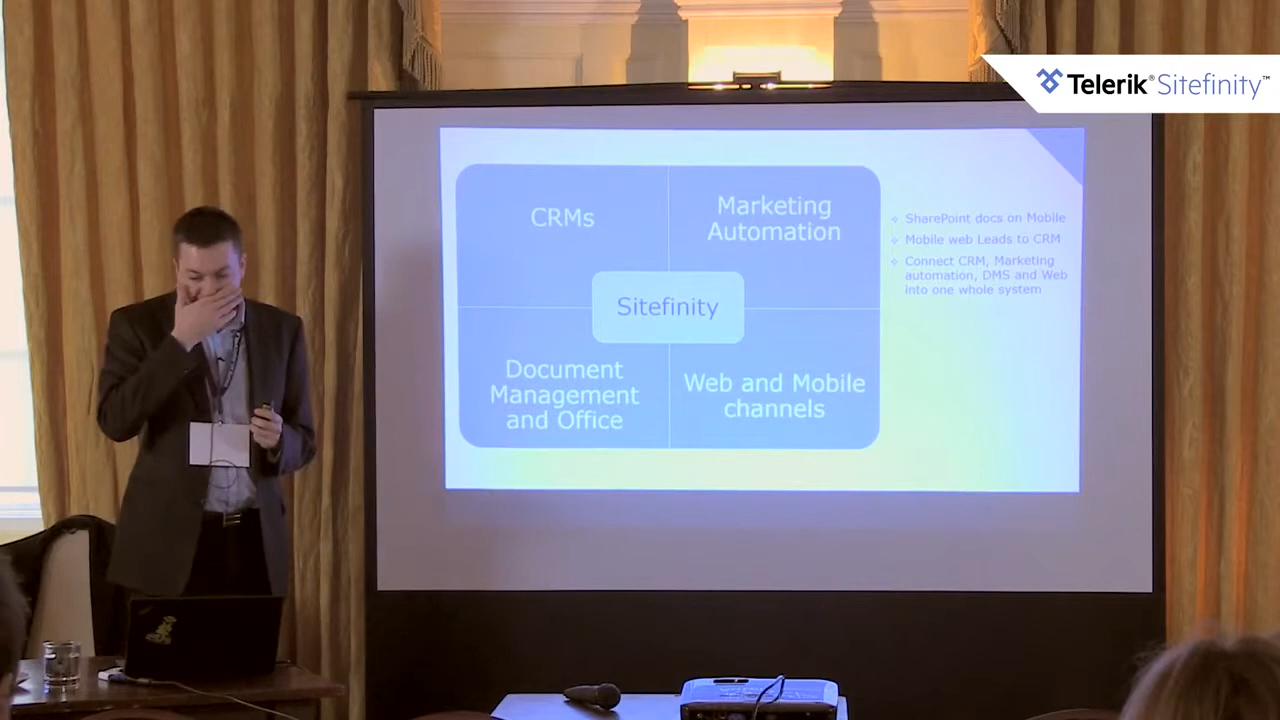 Telerik® Sitefinity™
CRMs
Marketing
Automation
Sitefinity
Document
Management
and Office
Web and Mobile
channels
SharePoint docs on Mobile
Mobile web Leads to CRM
Connect CRM, Marketing
automation, DMS and Web
into one whole system